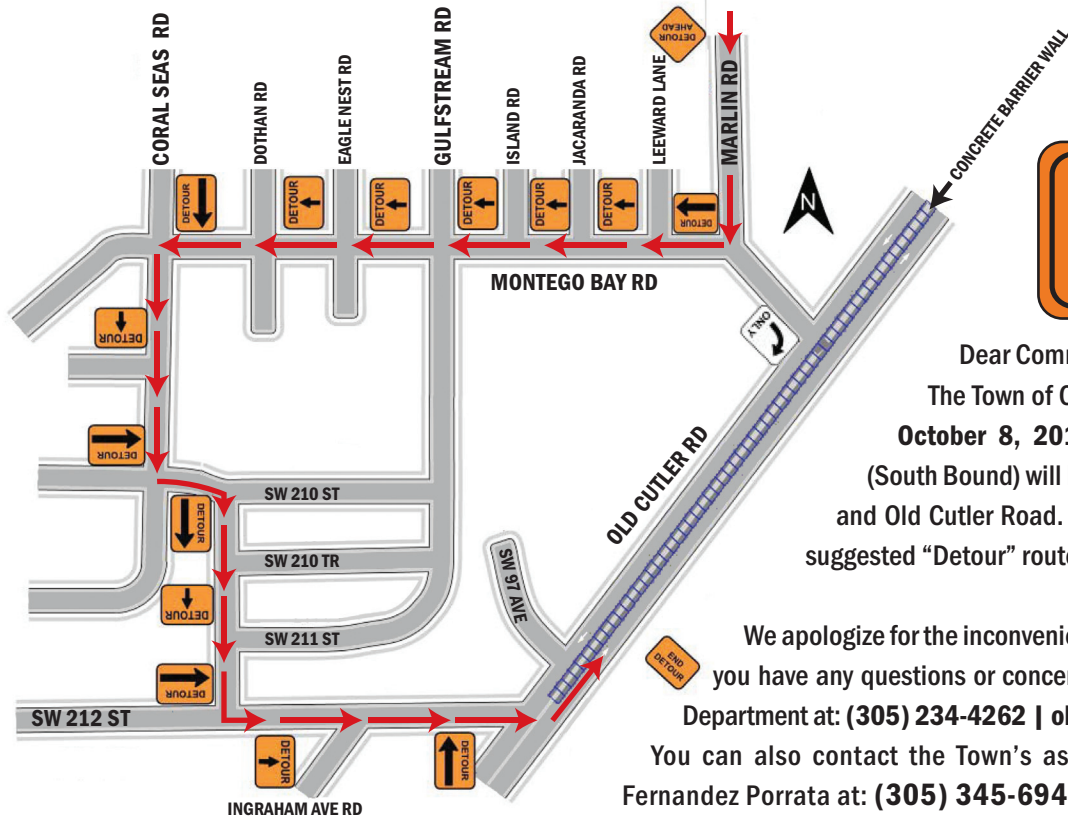 CORAL SEAS RD
DOTHAN RD
EAGLE NEST RD
GULFSTREAM RD
ISLAND RD
JACARANDA RD
LEEWARD LANE
DETOUR
AHEAD
MARLIN RD
CONCRETE BARRIER WALL
DETOUR
DETOUR
DETOUR
DETOUR
DETOUR
DETOUR
DETOUR
N
MONTEGO BAY RD
ONLY
DETOUR
DETOUR
OLD CUTLER RD
SW 210 ST
DETOUR
SW 210 TR
SW 97 AVE
DETOUR
SW 211 ST
END
DETOUR
DETOUR
SW 212 ST
DETOUR
DETOUR
INGRAHAM AVE RD
Dear Comm
The Town of C
October 8, 201
(South Bound) will
and Old Cutler Road.
suggested “Detour” route
We apologize for the inconvenie
you have any questions or concer
Department at: (305) 234-4262 | ol
You can also contact the Town’s as
Fernandez Porrata at: (305) 345-694